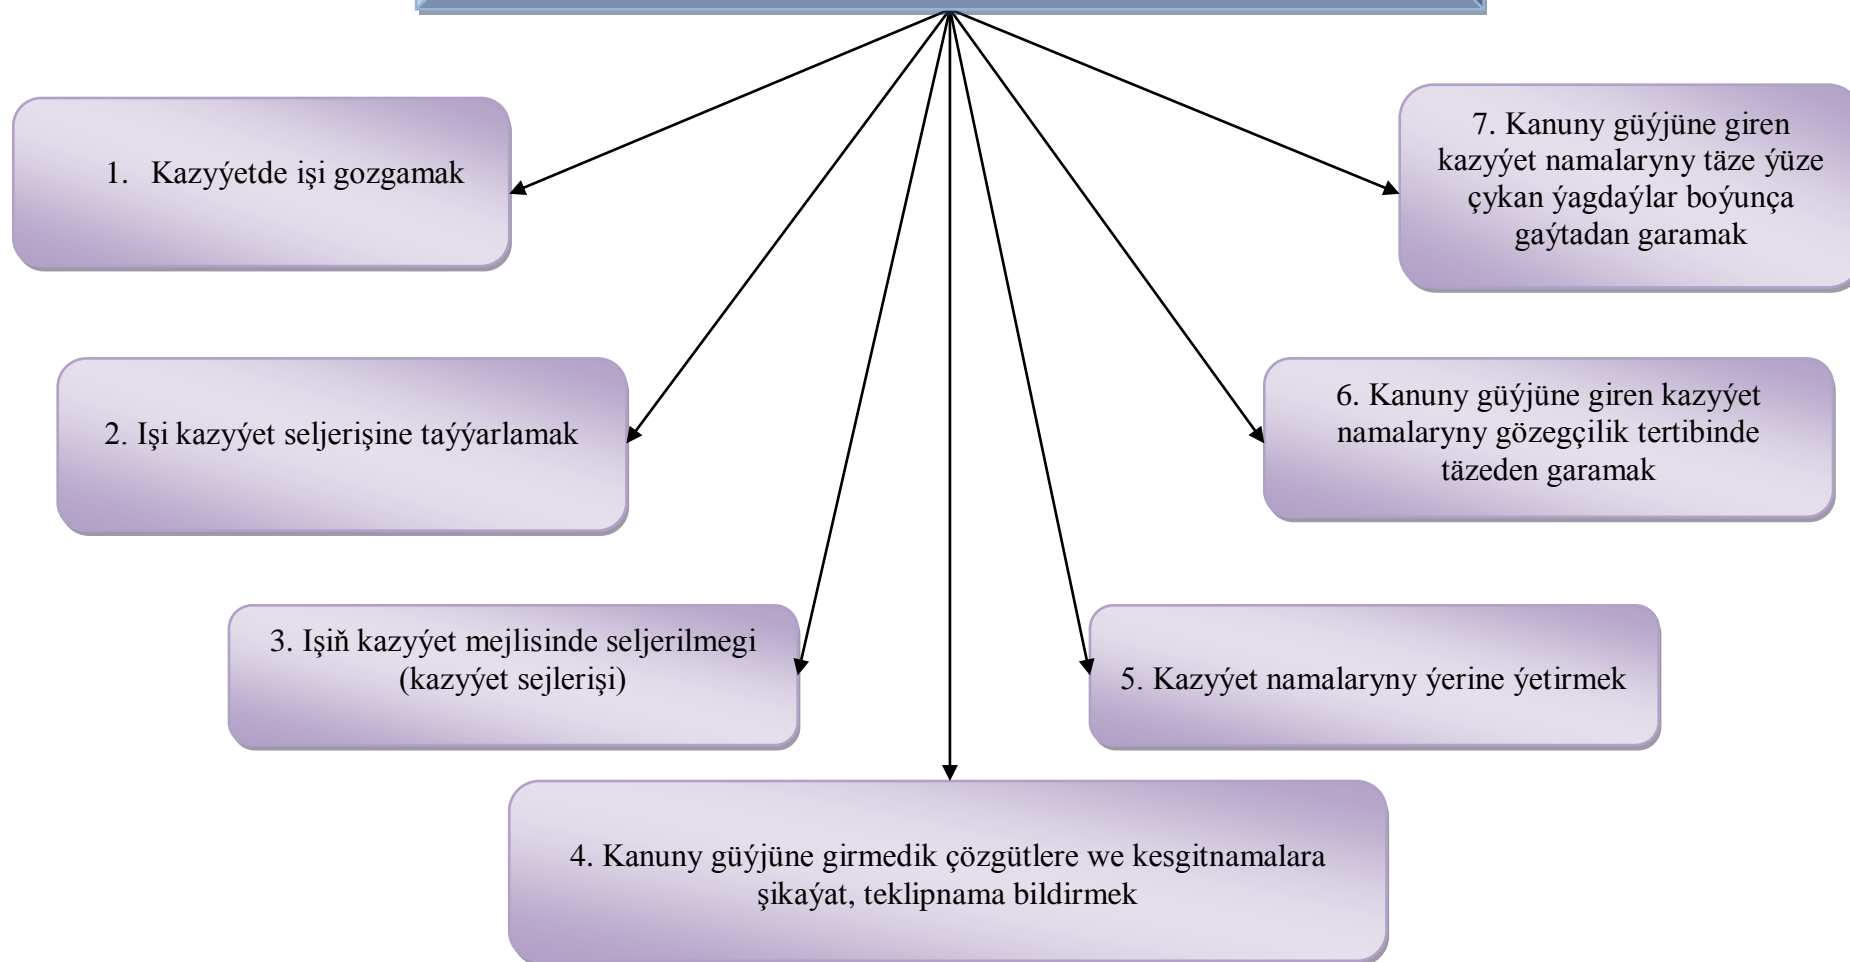 1. Kazyýetde işi gozgamak
2. Işi kazyýet seljerişine taýýarlamak
3. Işiň kazyýet mejlisinde seljerilmegi
(kazyýet sejlerişi)
4. Kanuny güýjüne girmedik çözgütlere we kesgitnamalara
şikaýat, teklipnama bildirmek
5. Kazyýet namalaryny ýerine ýetirmek
6. Kanuny güýjüne giren kazyýet
namalaryny gözegçilik tertibinde
täzeden garamak
7. Kanuny güýjüne giren
kazyýet namalaryny täze ýüze
çykan ýagdaýlar boýunça
gaýtadan garamak